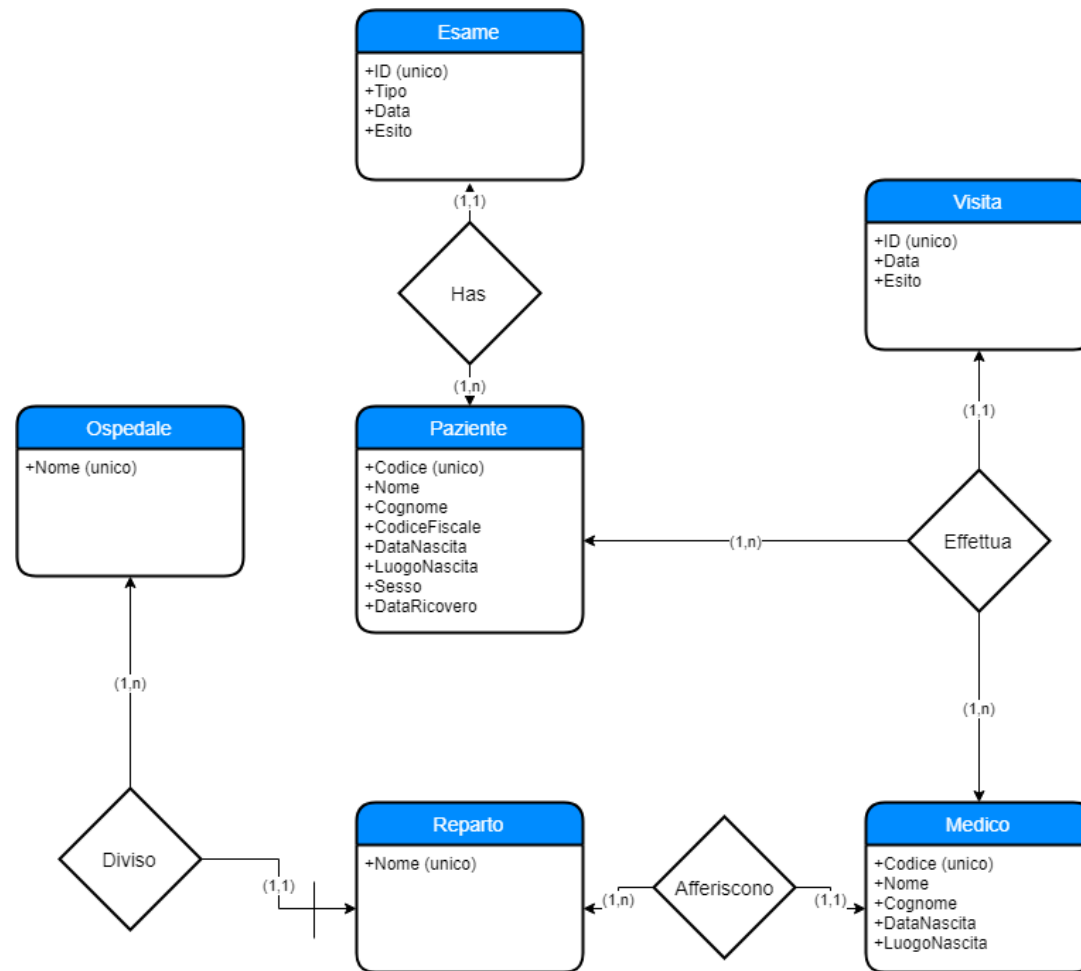 Esame
+ID (unico)
+Tipo
+Data
+Esito
(1,1)
Has
(1,n)
Visita
+ID (unico)
+Data
+Esito
(1,1)
Ospedale
+Nome (unico)
Paziente
+Codice (unico)
+Nome
+Cognome
+CodiceFiscale
+DataNascita
+LuogoNascita
+Sesso
+DataRicovero
(1,n)
Effettua
(1,n)
(1,n)
Diviso
(1,1)
Reparto
+Nome (unico)
(1,n)
Afferiscono
(1,1)
Medico
+Codice (unico)
+Nome
+Cognome
+DataNascita
+LuogoNascita